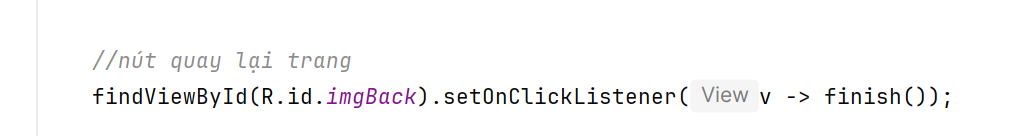 //nút quay lại trang
findViewById(R.id.imgBack).setOnClickListener( View v -> finish());